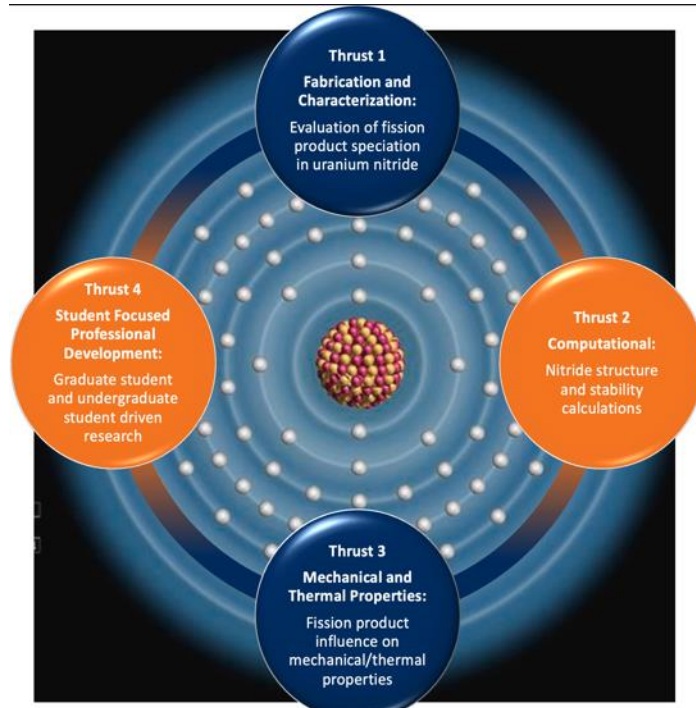 Thrust 1
Fabrication and
Characterization:
Evaluation of fission
product speciation
in uranium nitride
Thrust 2
Computational:
Nitride structure
and stability
calculations
Thrust 3
Mechanical and
Thermal Properties:
Fission product
influence on
mechanical/thermal
properties
Thrust 4
Student Focused
Professional
Development:
Graduate student
and undergraduate
student driven
research